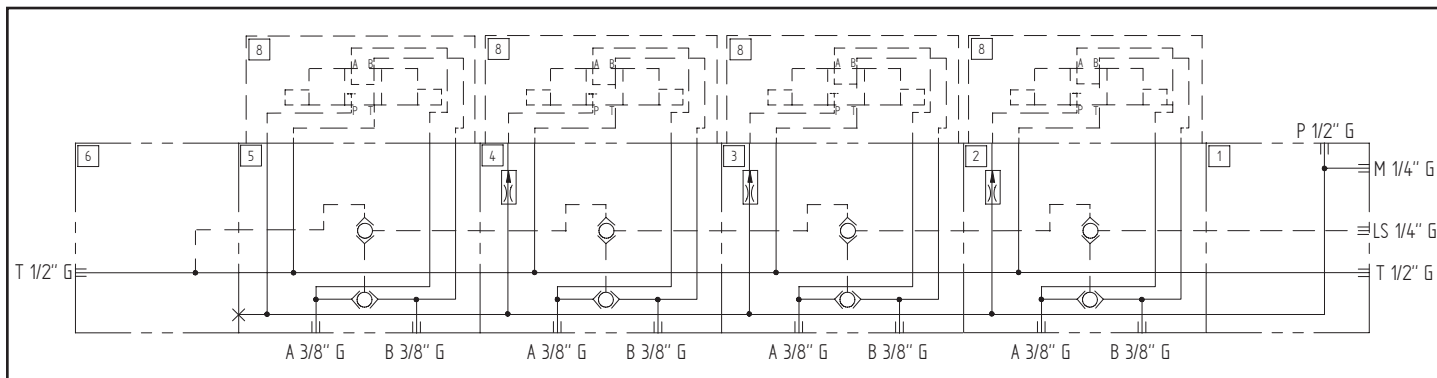 8 8 8 8
A B A B A B A B
P T P T P T P T
P 1/2" G
6 5 4 3 2 1
M 1/4" G
LS 1/4" G
T 1/2" G T 1/2" G
A 3/8" G B 3/8" G A 3/8" G B 3/8" G A 3/8" G B 3/8" G A 3/8" G B 3/8" G